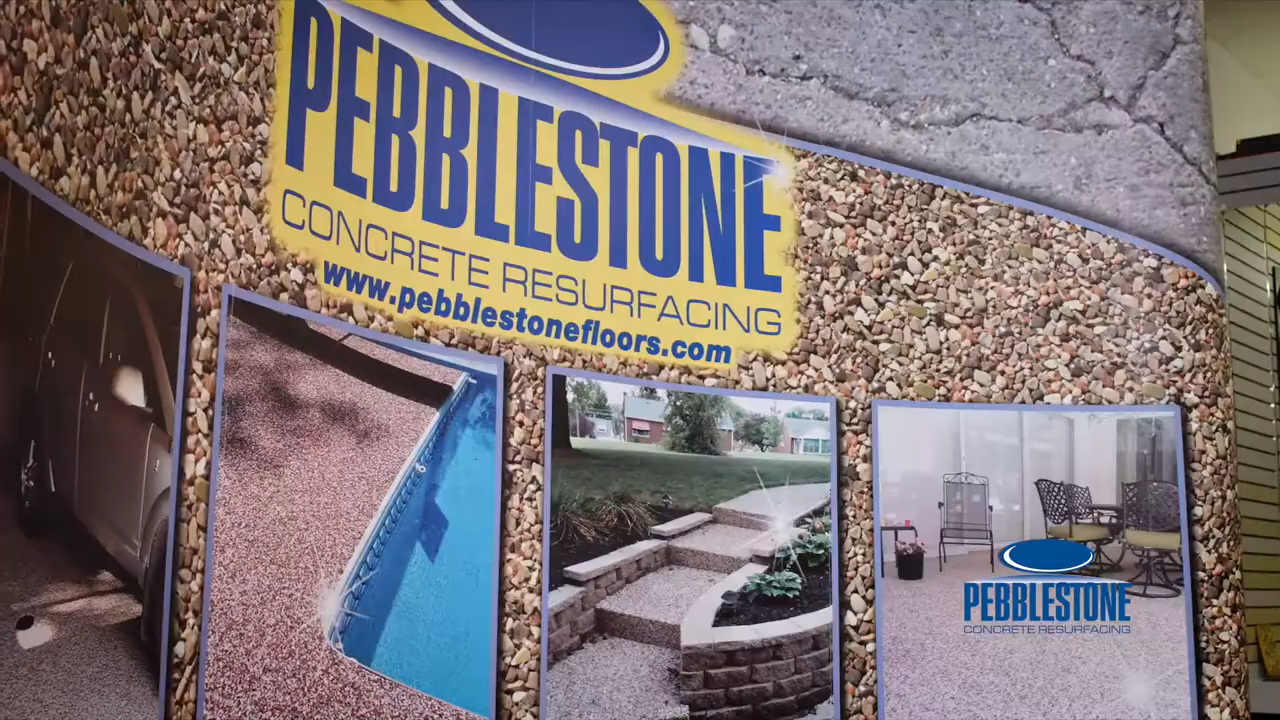 PEBBLESTONE
CONCRETE RESURFACING
www.pebblestonefloors.com
PEBBLESTONE
CONCRETE RESURFACING